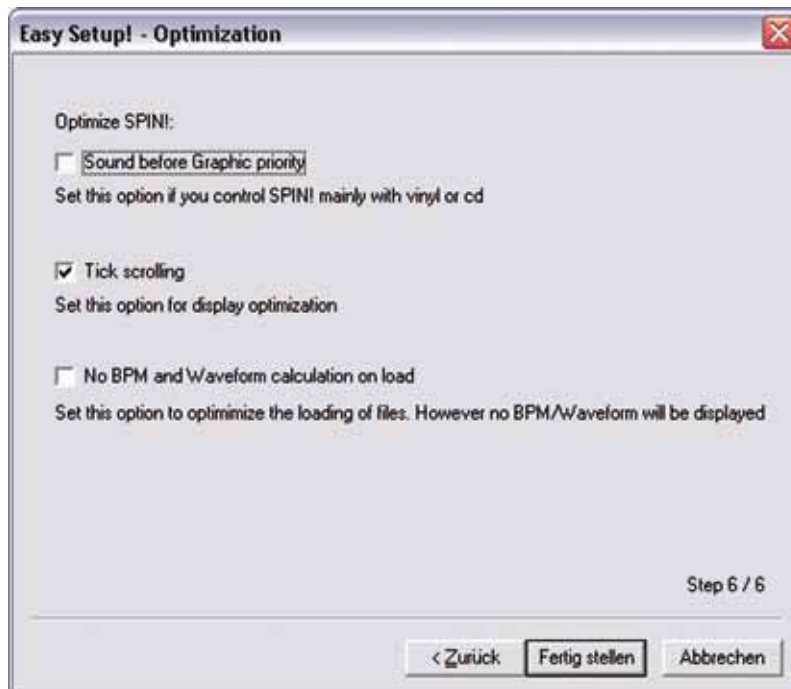 Easy Setup! - Optimization
Optimize SPIN!:
Sound before Graphic priority
Set this option if you control SPIN! mainly with vinyl or cd
Tick scrolling
Set this option for display optimization
No BPM and Waveform calculation on load
Set this option to optimimize the loading of files. However no BPM/Waveform will be displayed
Step 6 / 6
< Zurück
Fertig stellen
Abbrechen